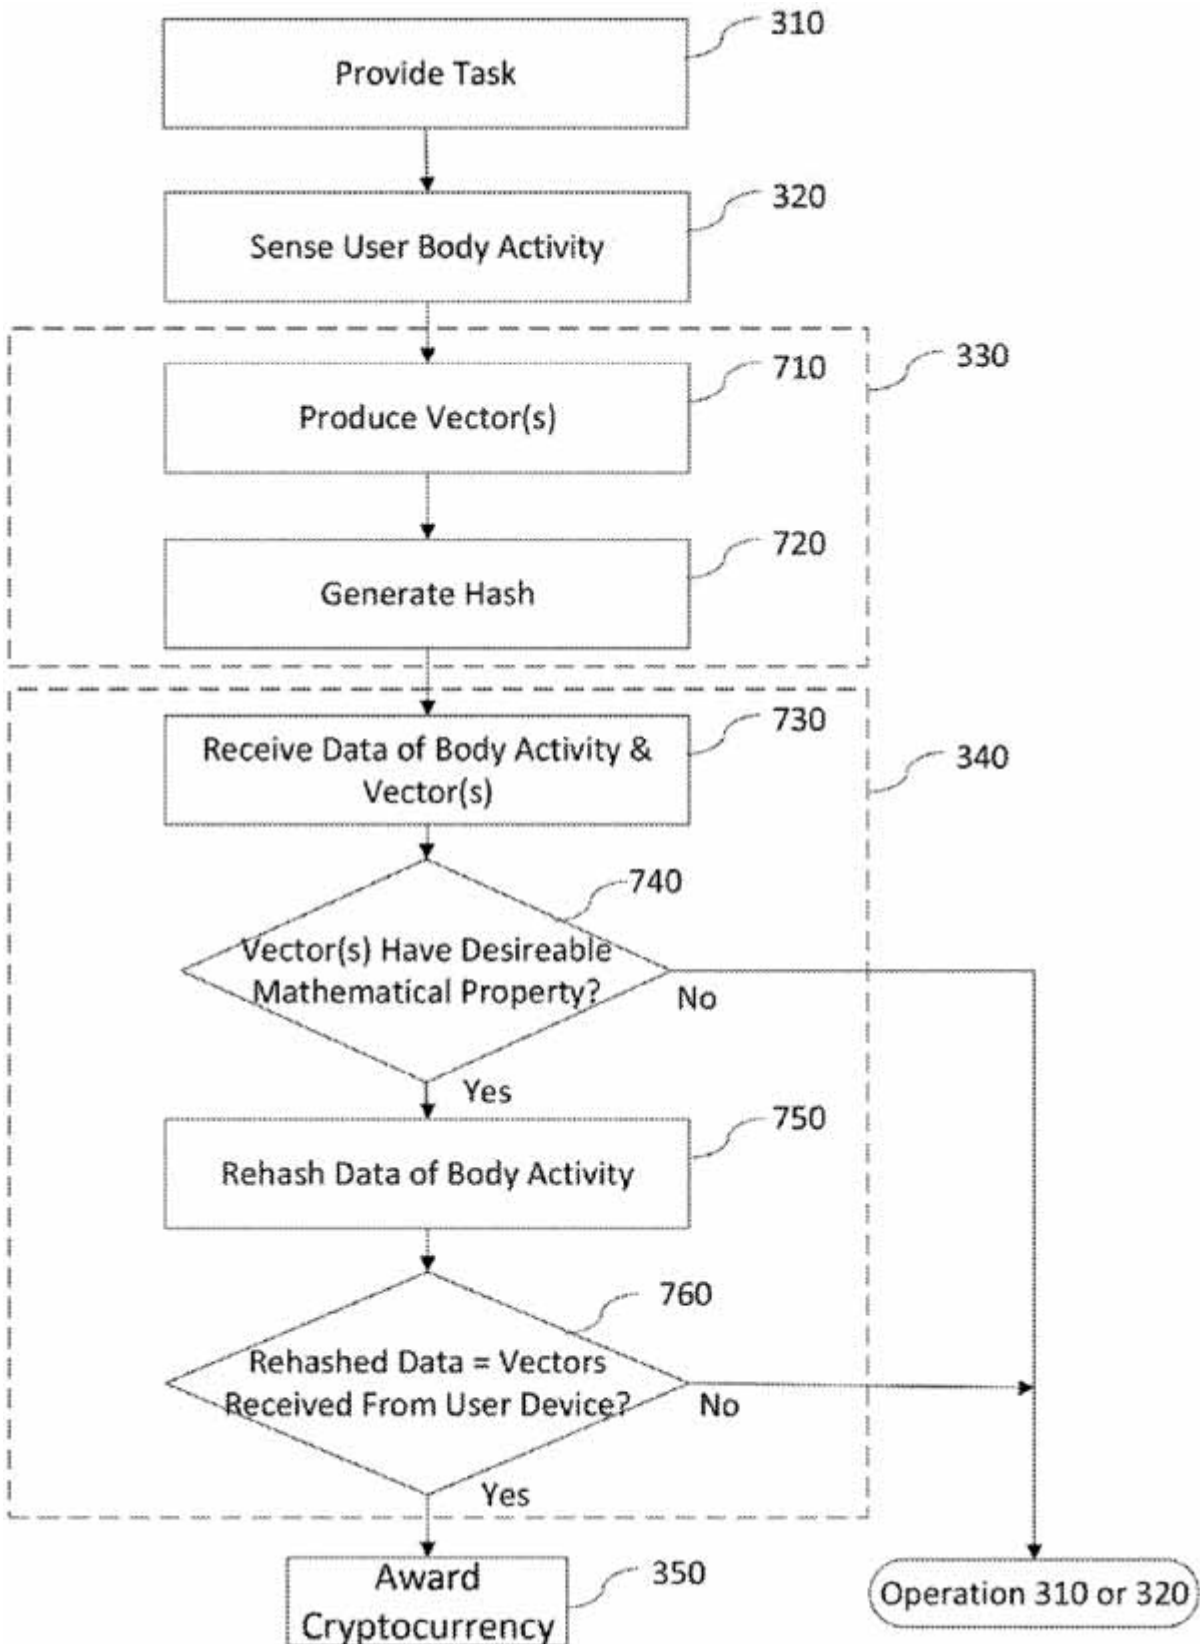 310
Provide Task
320
Sense User Body Activity
330
710
Produce Vector(s)
720
Generate Hash
730
Receive Data of Body Activity &
Vector(s)
340
740
Vector(s) Have Desireable
Mathematical Property?
No
Yes
750
Rehash Data of Body Activity
760
Rehashed Data = Vectors
Received From User Device?
No
Yes
350
Award
Cryptocurrency
Operation 310 or 320